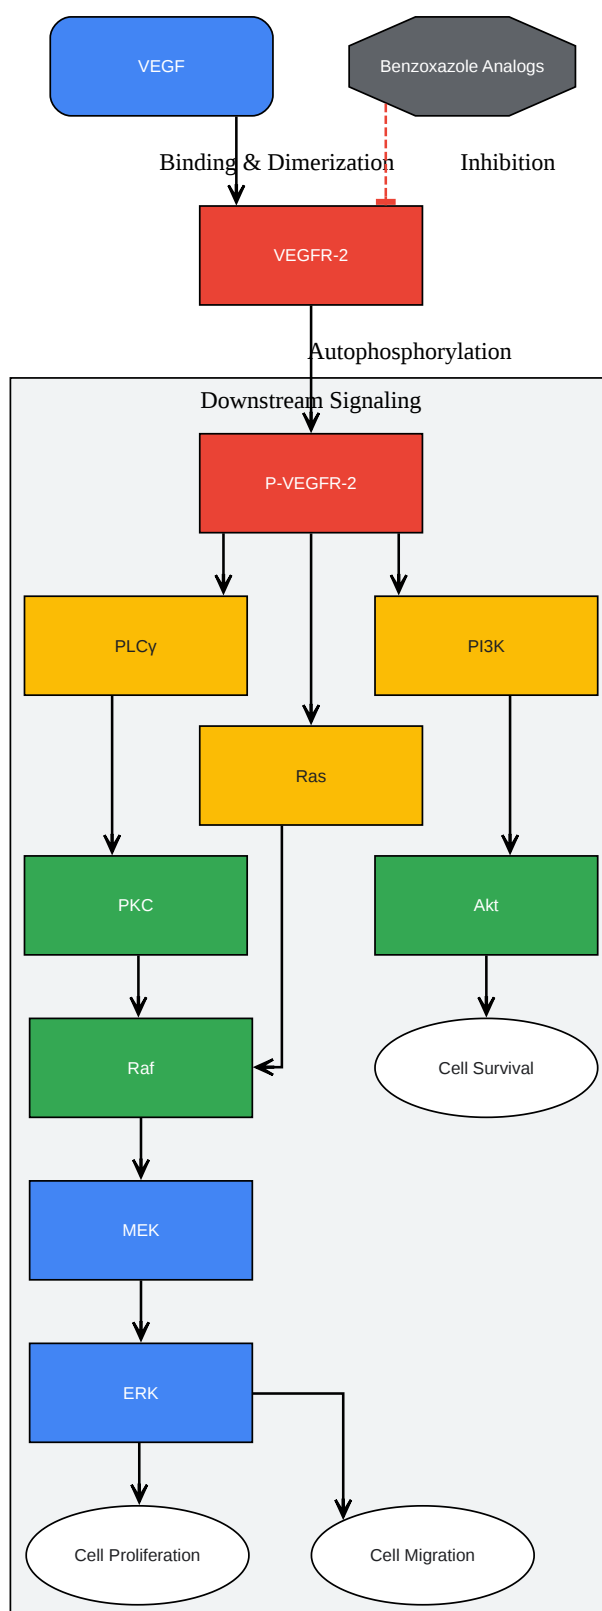 VEGF
Benzoxazole Analogs
Binding & Dimerization
Inhibition
VEGFR-2
Autophosphorylation
Downstream Signaling
P-VEGFR-2
PLCγ
PI3K
Ras
PKC
Akt
Raf
Cell Survival
MEK
ERK
Cell Proliferation
Cell Migration